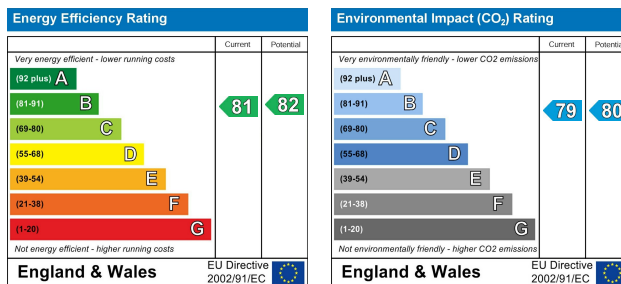 Energy Efficiency Rating
Current Potential
Very energy efficient - lower running costs
(92 plus) A
(81-91) B
(69-80) C
(55-68) D
(39-54) E
(21-38) F
(1-20) G
81 82
Not energy efficient - higher running costs
England & Wales
EU Directive
2002/91/EC
Environmental Impact (CO₂) Rating
Current Potentia
Very environmentally friendly - lower CO2 emissions
(92 plus) A
(81-91) B
(69-80) C
(55-68) D
(39-54) E
(21-38) F
(1-20) G
79 80
Not environmentally friendly - higher CO2 emissions
England & Wales
EU Directive
2002/91/EC